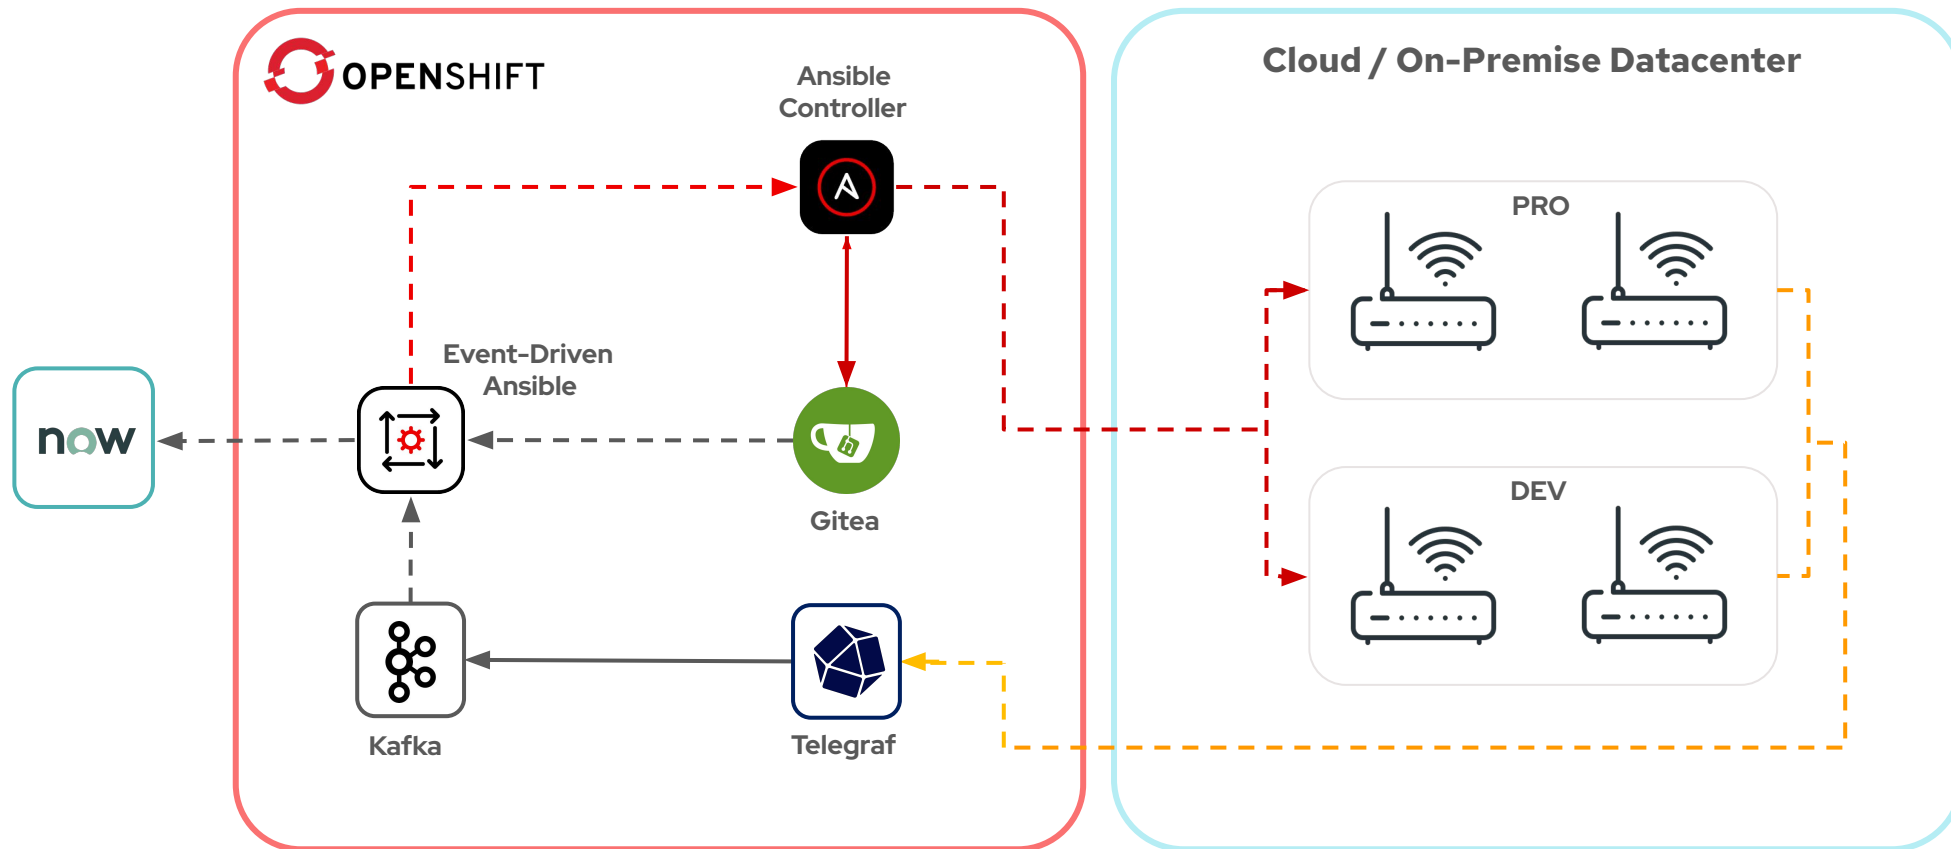 OPENSHIFT
Ansible
Controller
Cloud / On-Premise Datacenter
PRO
Event-Driven
Ansible
now
Gitea
DEV
Kafka
Telegraf